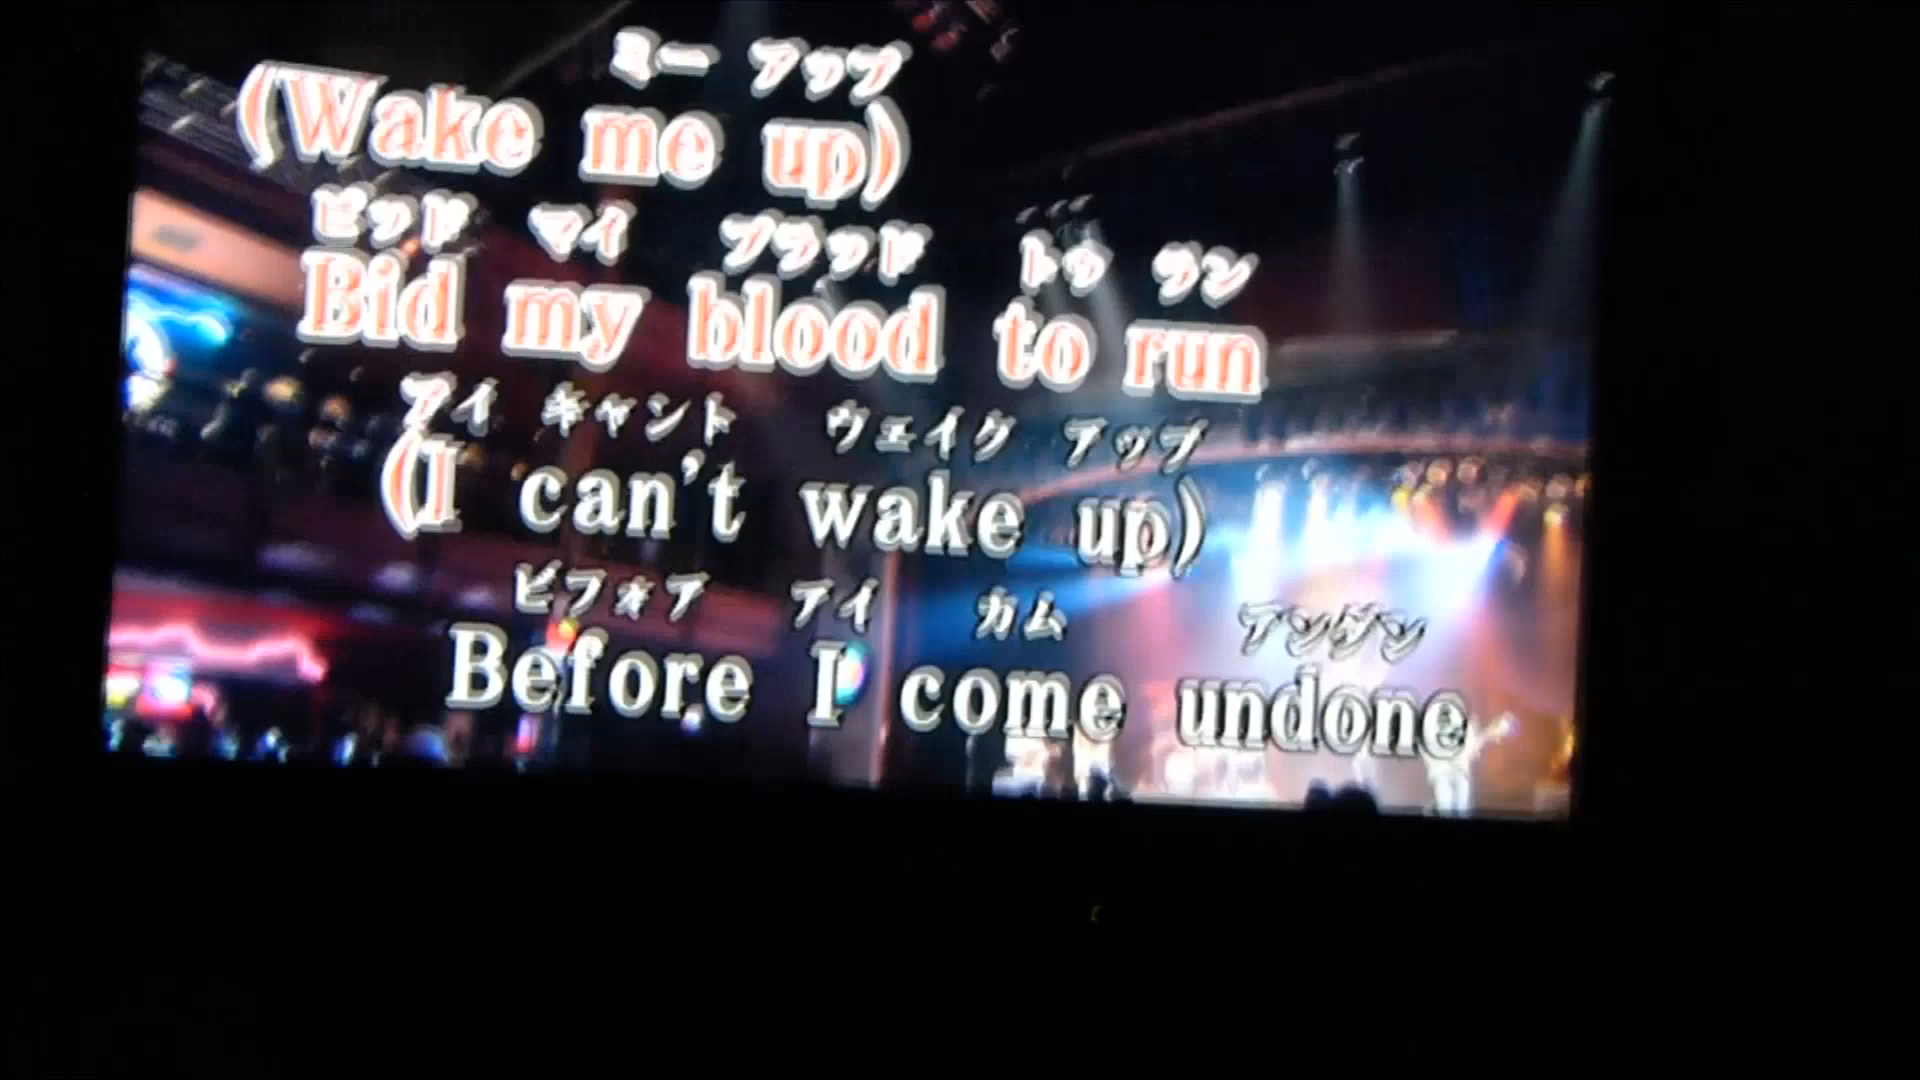 ミー アップ
(Wake me up)
ビッド マイ ブラッド トゥ ラン
Bid my blood to run
アイ キャント ウェイク アップ
(I can't wake up)
ビフォア アイ カム アンダン
Before I come undone